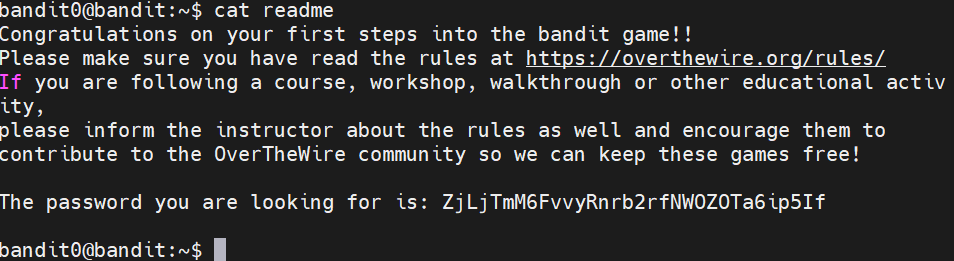 bandit0@bandit:~$ cat readme
Congratulations on your first steps into the bandit game!!
Please make sure you have read the rules at https://overthewire.org/rules/
If you are following a course, workshop, walkthrough or other educational activ
ity,
please inform the instructor about the rules as well and encourage them to
contribute to the OverTheWire community so we can keep these games free!
The password you are looking for is: ZjLjTmM6FvvyRnrb2rfNWOZOTa6ip5If
bandit0@bandit:~$